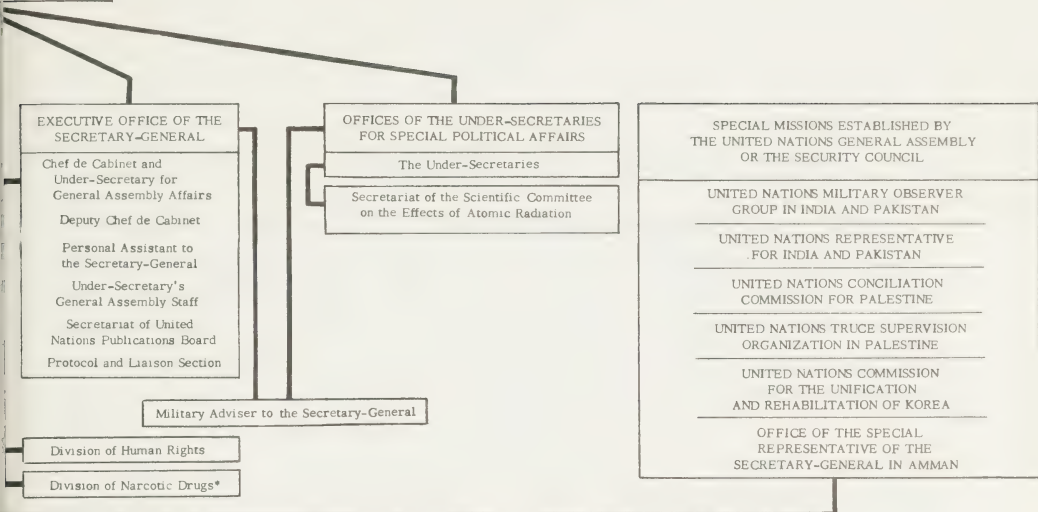 EXECUTIVE OFFICE OF THE
SECRETARY-GENERAL
Chef de Cabinet and
Under-Secretary for
General Assembly Affairs
Deputy Chef de Cabinet
Personal Assistant to
the Secretary-General
Under-Secretary's
General Assembly Staff
Secretariat of United
Nations Publications Board
Protocol and Liaison Section
OFFICES OF THE UNDER-SECRETARIES
FOR SPECIAL POLITICAL AFFAIRS
The Under-Secretaries
Secretariat of the Scientific Committee
on the Effects of Atomic Radiation
Military Adviser to the Secretary-General
Division of Human Rights
Division of Narcotic Drugs*
SPECIAL MISSIONS ESTABLISHED BY
THE UNITED NATIONS GENERAL ASSEMBLY
OR THE SECURITY COUNCIL
UNITED NATIONS MILITARY OBSERVER
GROUP IN INDIA AND PAKISTAN
UNITED NATIONS REPRESENTATIVE
FOR INDIA AND PAKISTAN
UNITED NATIONS CONCILIATION
COMMISSION FOR PALESTINE
UNITED NATIONS TRUCE SUPERVISION
ORGANIZATION IN PALESTINE
UNITED NATIONS COMMISSION
FOR THE UNIFICATION
AND REHABILITATION OF KOREA
OFFICE OF THE SPECIAL
REPRESENTATIVE OF THE
SECRETARY-GENERAL IN AMMAN